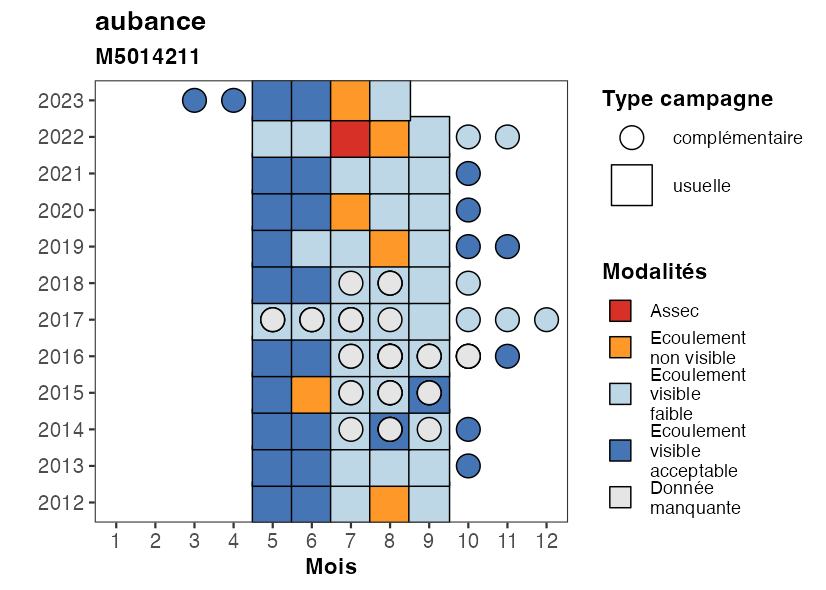 aubance
M5014211
2023
2022
2021
2020
2019
2018
2017
2016
2015
2014
2013
2012
1 2 3 4 5 6 7 8 9 10 11 12
Mois
Type campagne
complémentaire
usuelle
Modalités
Assec
Ecoulement
non visible
Ecoulement
visible
faible
Ecoulement
visible
acceptable
Donnée
manquante